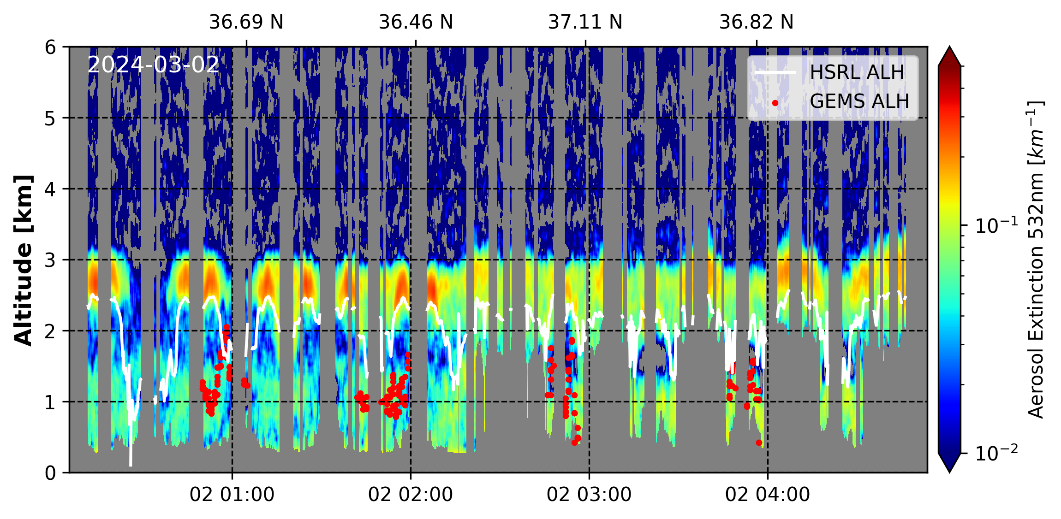 36.69 N 36.46 N 37.11 N 36.82 N
2024-03-02
HSRL ALH
GEMS ALH
6
5
4
3
2
1
0
Altitude [km]
02 01:00 02 02:00 02 03:00 02 04:00
10⁻¹
10⁻²
Aerosol Extinction 532nm [km⁻¹]